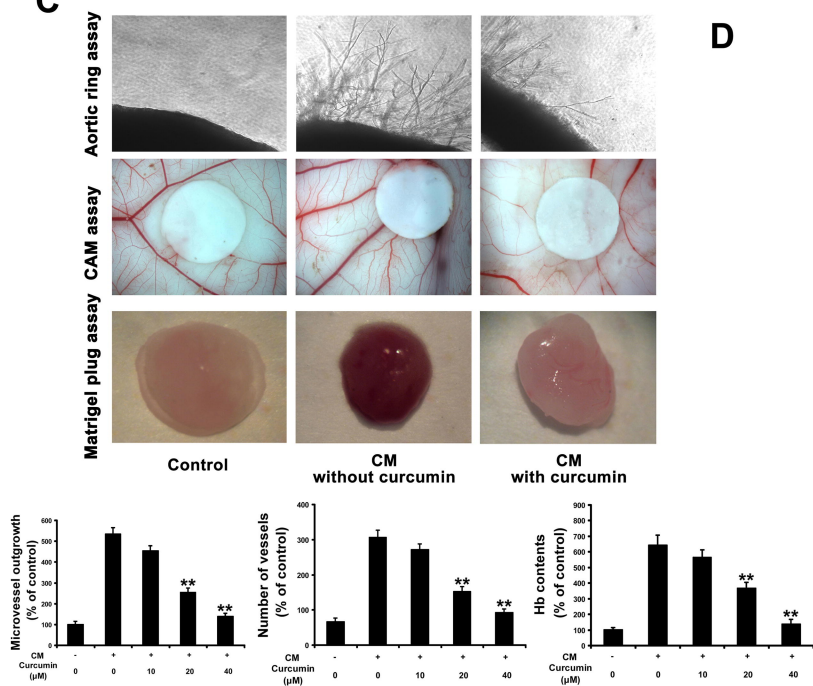 C
D
Aortic ring assay
CAM assay
Matrigel plug assay
Control
CM
without curcumin
CM
with curcumin
Microvessel outgrowth
(% of control)
600
500
400
300
200
100
0
**
**
CM - + + + +
Curcumin
(μM) 0 0 10 20 40
Number of vessels
(% of control)
400
300
200
100
0
**
**
CM - + + + +
Curcumin
(μM) 0 0 10 20 40
Hb contents
(% of control)
900
800
700
600
500
400
300
200
100
0
**
**
CM - + + + +
Curcumin
(μM) 0 0 10 20 40